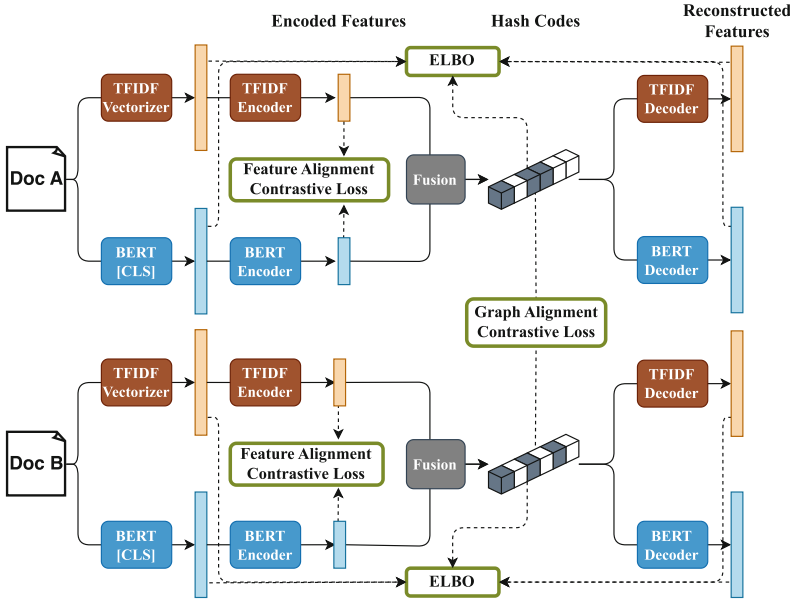 Encoded Features
Hash Codes
Reconstructed
Features
ELBO
TFIDF
Vectorizer
TFIDF
Encoder
TFIDF
Decoder
Doc A
Feature Alignment
Contrastive Loss
Fusion
BERT
[CLS]
BERT
Encoder
BERT
Decoder
Graph Alignment
Contrastive Loss
TFIDF
Vectorizer
TFIDF
Encoder
TFIDF
Decoder
Doc B
Feature Alignment
Contrastive Loss
Fusion
BERT
[CLS]
BERT
Encoder
BERT
Decoder
ELBO